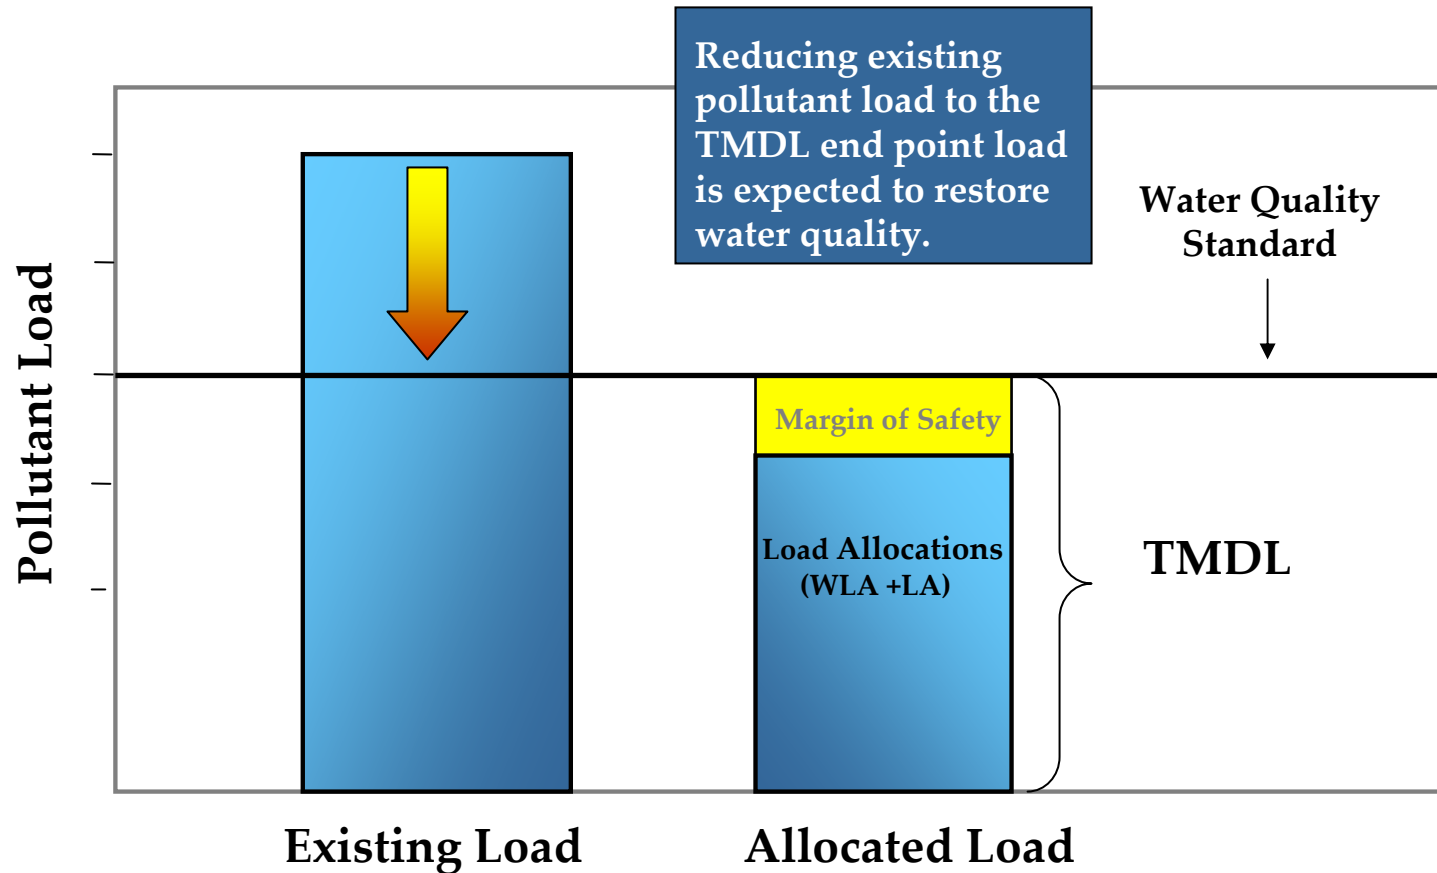 Reducing existing
pollutant load to the
TMDL end point load
is expected to restore
water quality.
Water Quality
Standard
Pollutant Load
Margin of Safety
Load Allocations
(WLA +LA)
TMDL
Existing Load
Allocated Load